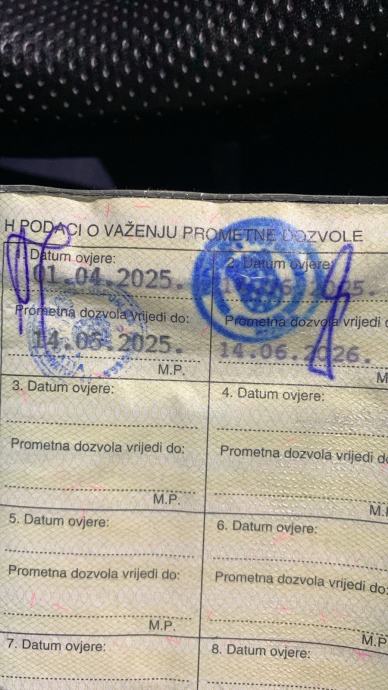 H PODACI O VAŽENJU PROMETNE DOZVOLE
1. Datum ovjere:
01.04.2025.
Prometna dozvola vrijedi do:
14.05.2025.
M.P.
2. Datum ovjere:
Prometna dozvola vrijedi
14.06.2026.
3. Datum ovjere:
Prometna dozvola vrijedi do:
M.P.
4. Datum ovjere:
Prometna dozvola vrijedi do
5. Datum ovjere:
Prometna dozvola vrijedi do:
M.P.
6. Datum ovjere:
Prometna dozvola vrijedi do
M.P
7. Datum ovjere:
8. Datum ovjere: